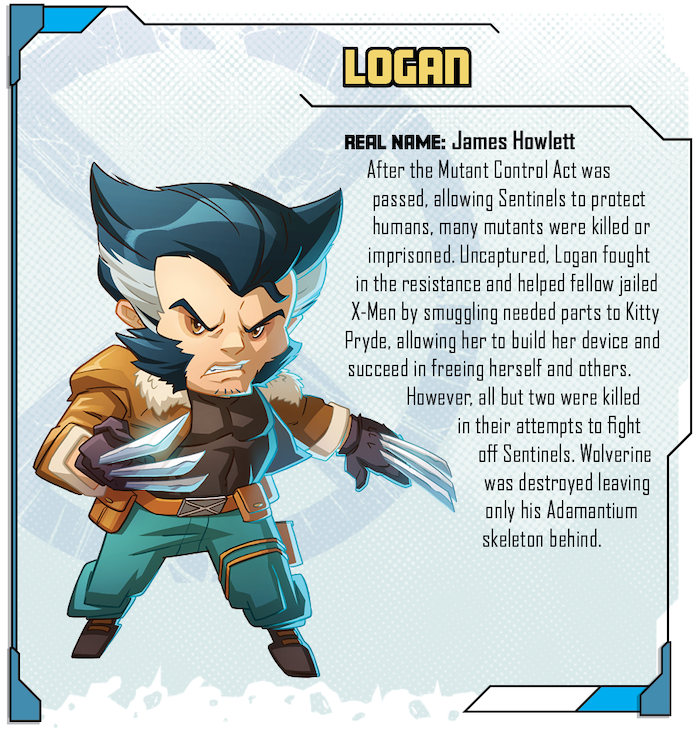 LOGAN
REAL NAME: James Howlett
After the Mutant Control Act was
passed, allowing Sentinels to protect
humans, many mutants were killed or
imprisoned. Uncaptured, Logan fought
in the resistance and helped fellow jailed
X-Men by smuggling needed parts to Kitty
Pryde, allowing her to build her device and
succeed in freeing herself and others.
However, all but two were killed
in their attempts to fight
off Sentinels. Wolverine
was destroyed leaving
only his Adamantium
skeleton behind.